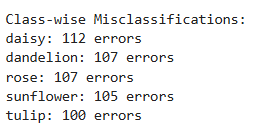 Class-wise Misclassifications:
daisy: 112 errors
dandelion: 107 errors
rose: 107 errors
sunflower: 105 errors
tulip: 100 errors